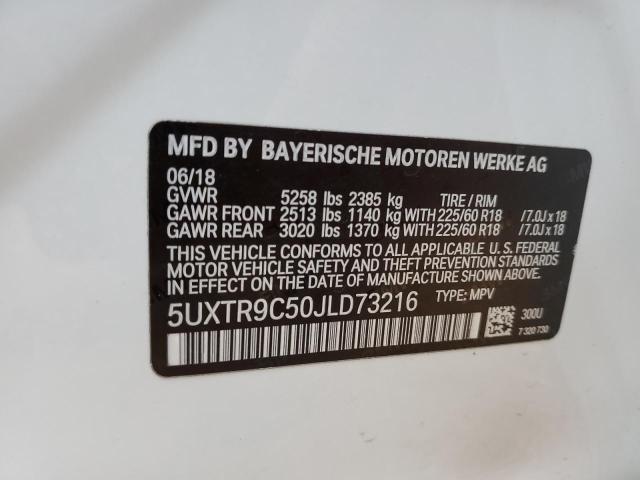 MFD BY BAYERISCHE MOTOREN WERKE AG
06/18
GVWR 5258 lbs 2385 kg TIRE / RIM
GAWR FRONT 2513 lbs 1140 kg WITH 225/60 R18 / 7.0J x 18
GAWR REAR 3020 lbs 1370 kg WITH 225/60 R18 / 7.0J x 18
THIS VEHICLE CONFORMS TO ALL APPLICABLE U. S. FEDERAL
MOTOR VEHICLE SAFETY AND THEFT PREVENTION STANDARDS
IN EFFECT ON THE DATE OF MANUFACTURE SHOWN ABOVE.
5UXTR9C50JLD73216 TYPE: MPV
300U
7 320 730